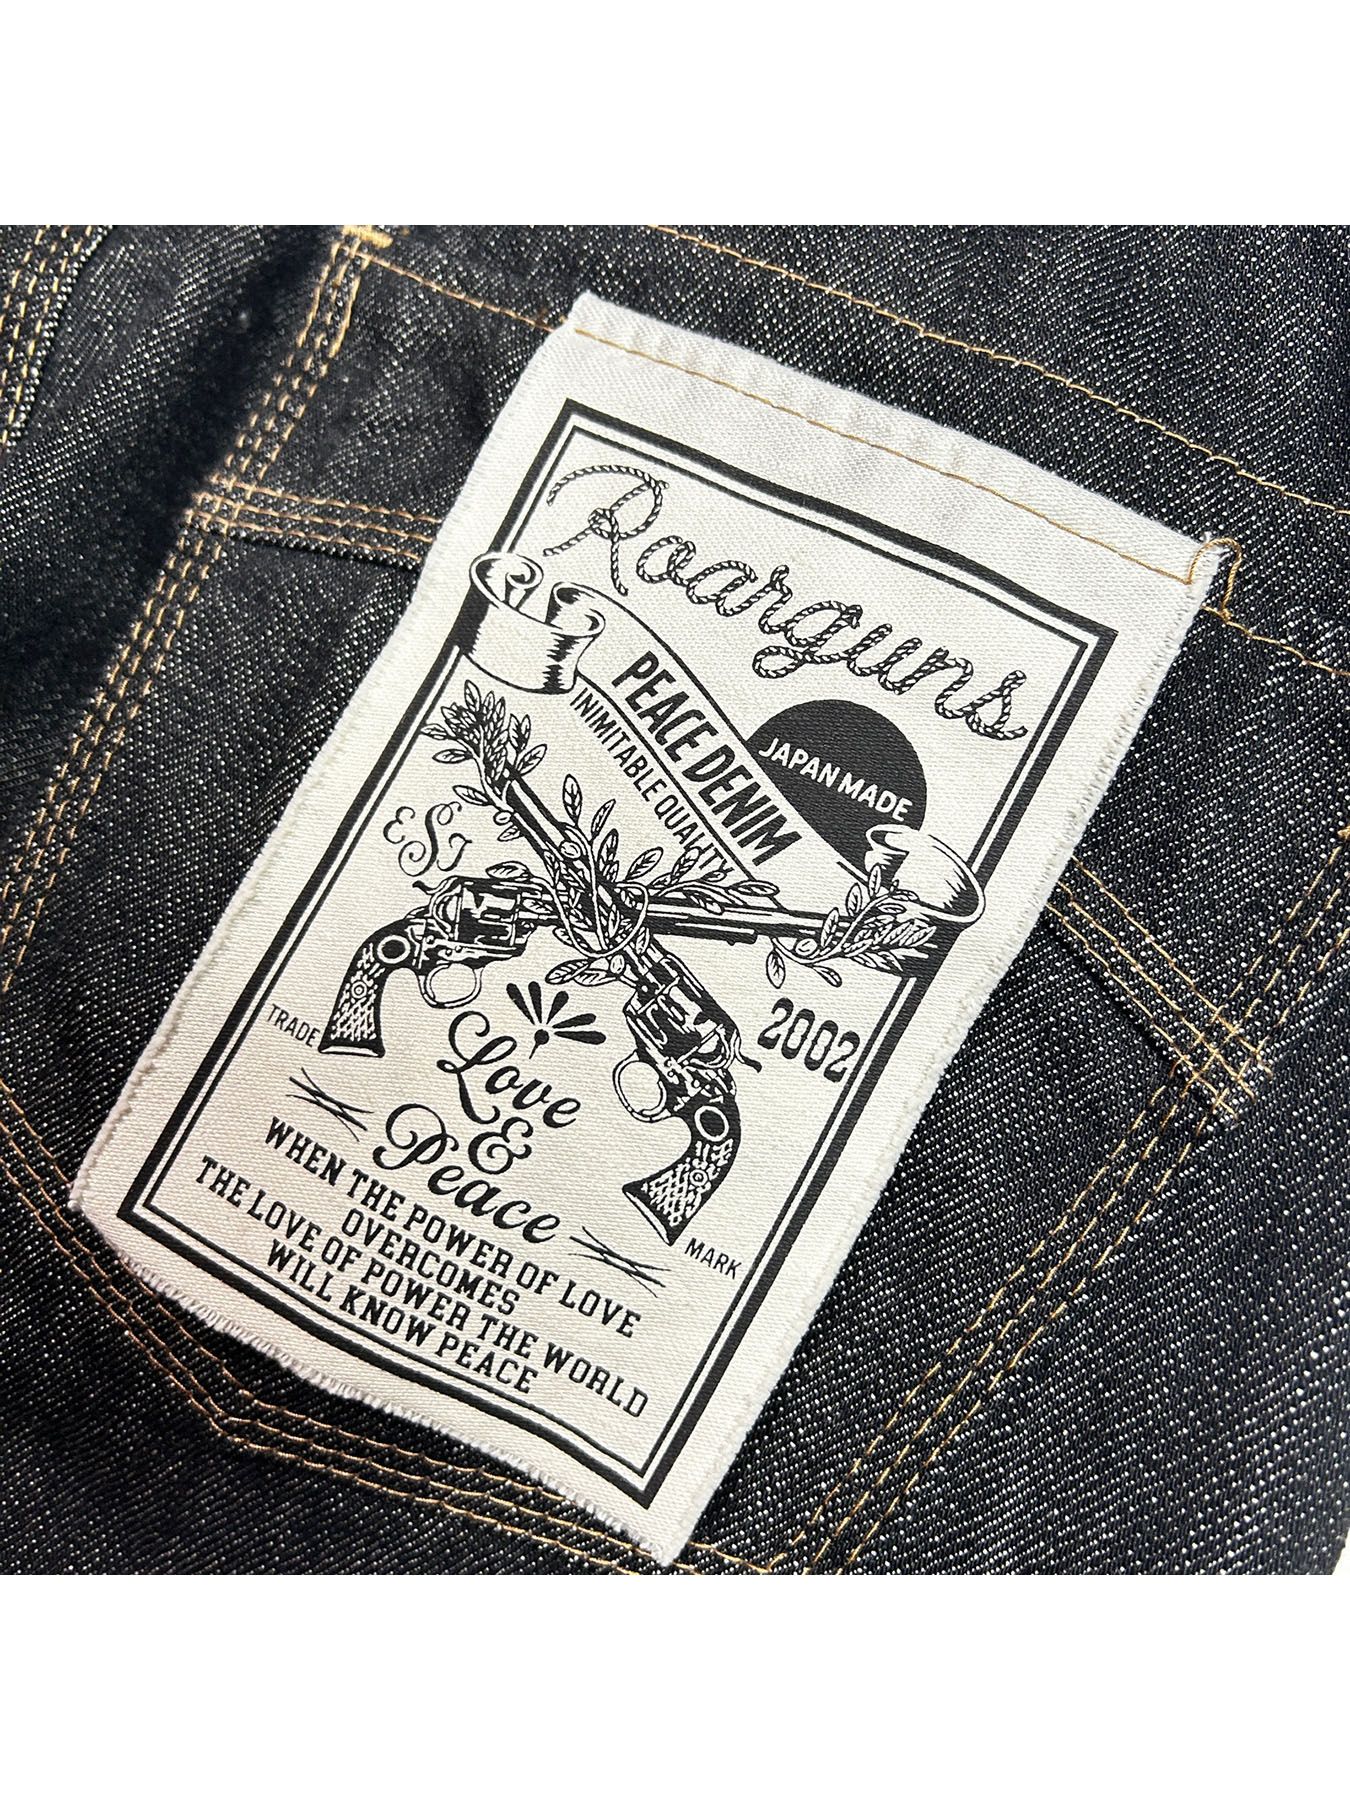 Roarguns
PEACE DENIM
INIMITABLE QUALITY
JAPAN MADE
EST
2002
TRADE
MARK
Love
&
Peace
WHEN THE POWER OF LOVE
OVERCOMES
THE LOVE OF POWER THE WORLD
WILL KNOW PEACE